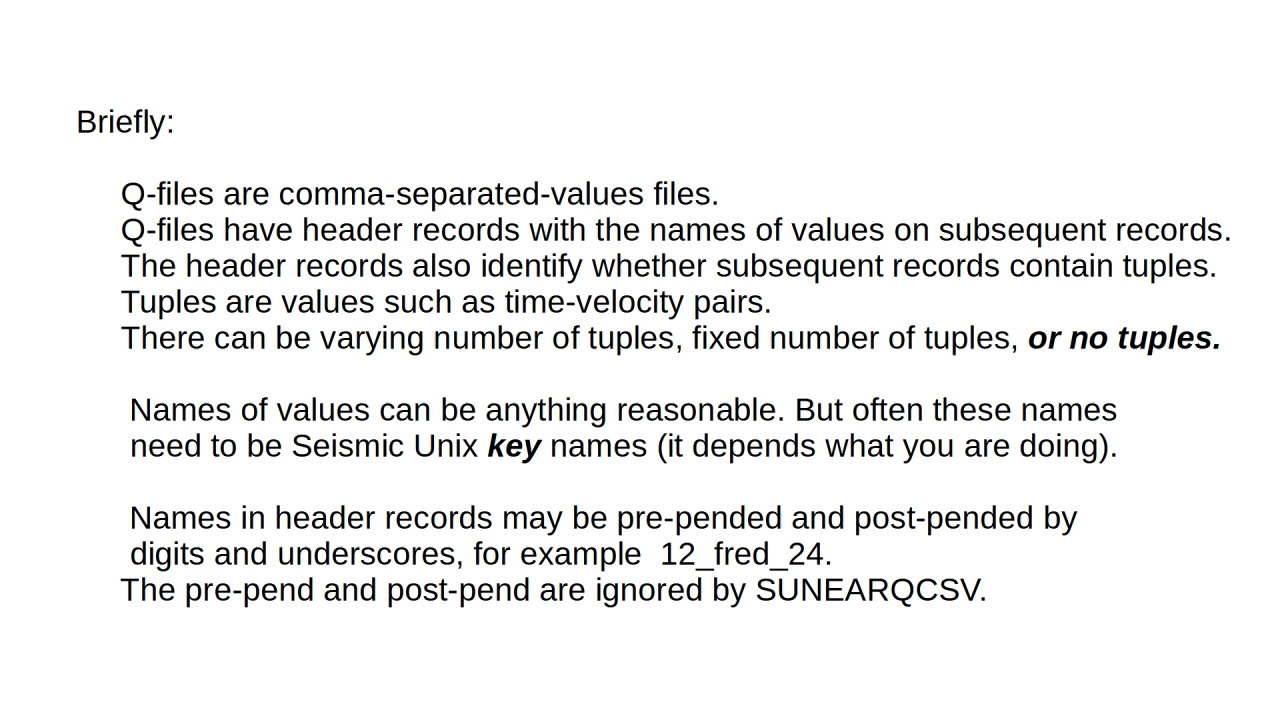 Briefly:
Q-files are comma-separated-values files.
Q-files have header records with the names of values on subsequent records.
The header records also identify whether subsequent records contain tuples.
Tuples are values such as time-velocity pairs.
There can be varying number of tuples, fixed number of tuples, or no tuples.
Names of values can be anything reasonable. But often these names
need to be Seismic Unix key names (it depends what you are doing).
Names in header records may be pre-pended and post-pended by
digits and underscores, for example  12_fred_24.
The pre-pend and post-pend are ignored by SUNEARQCSV.